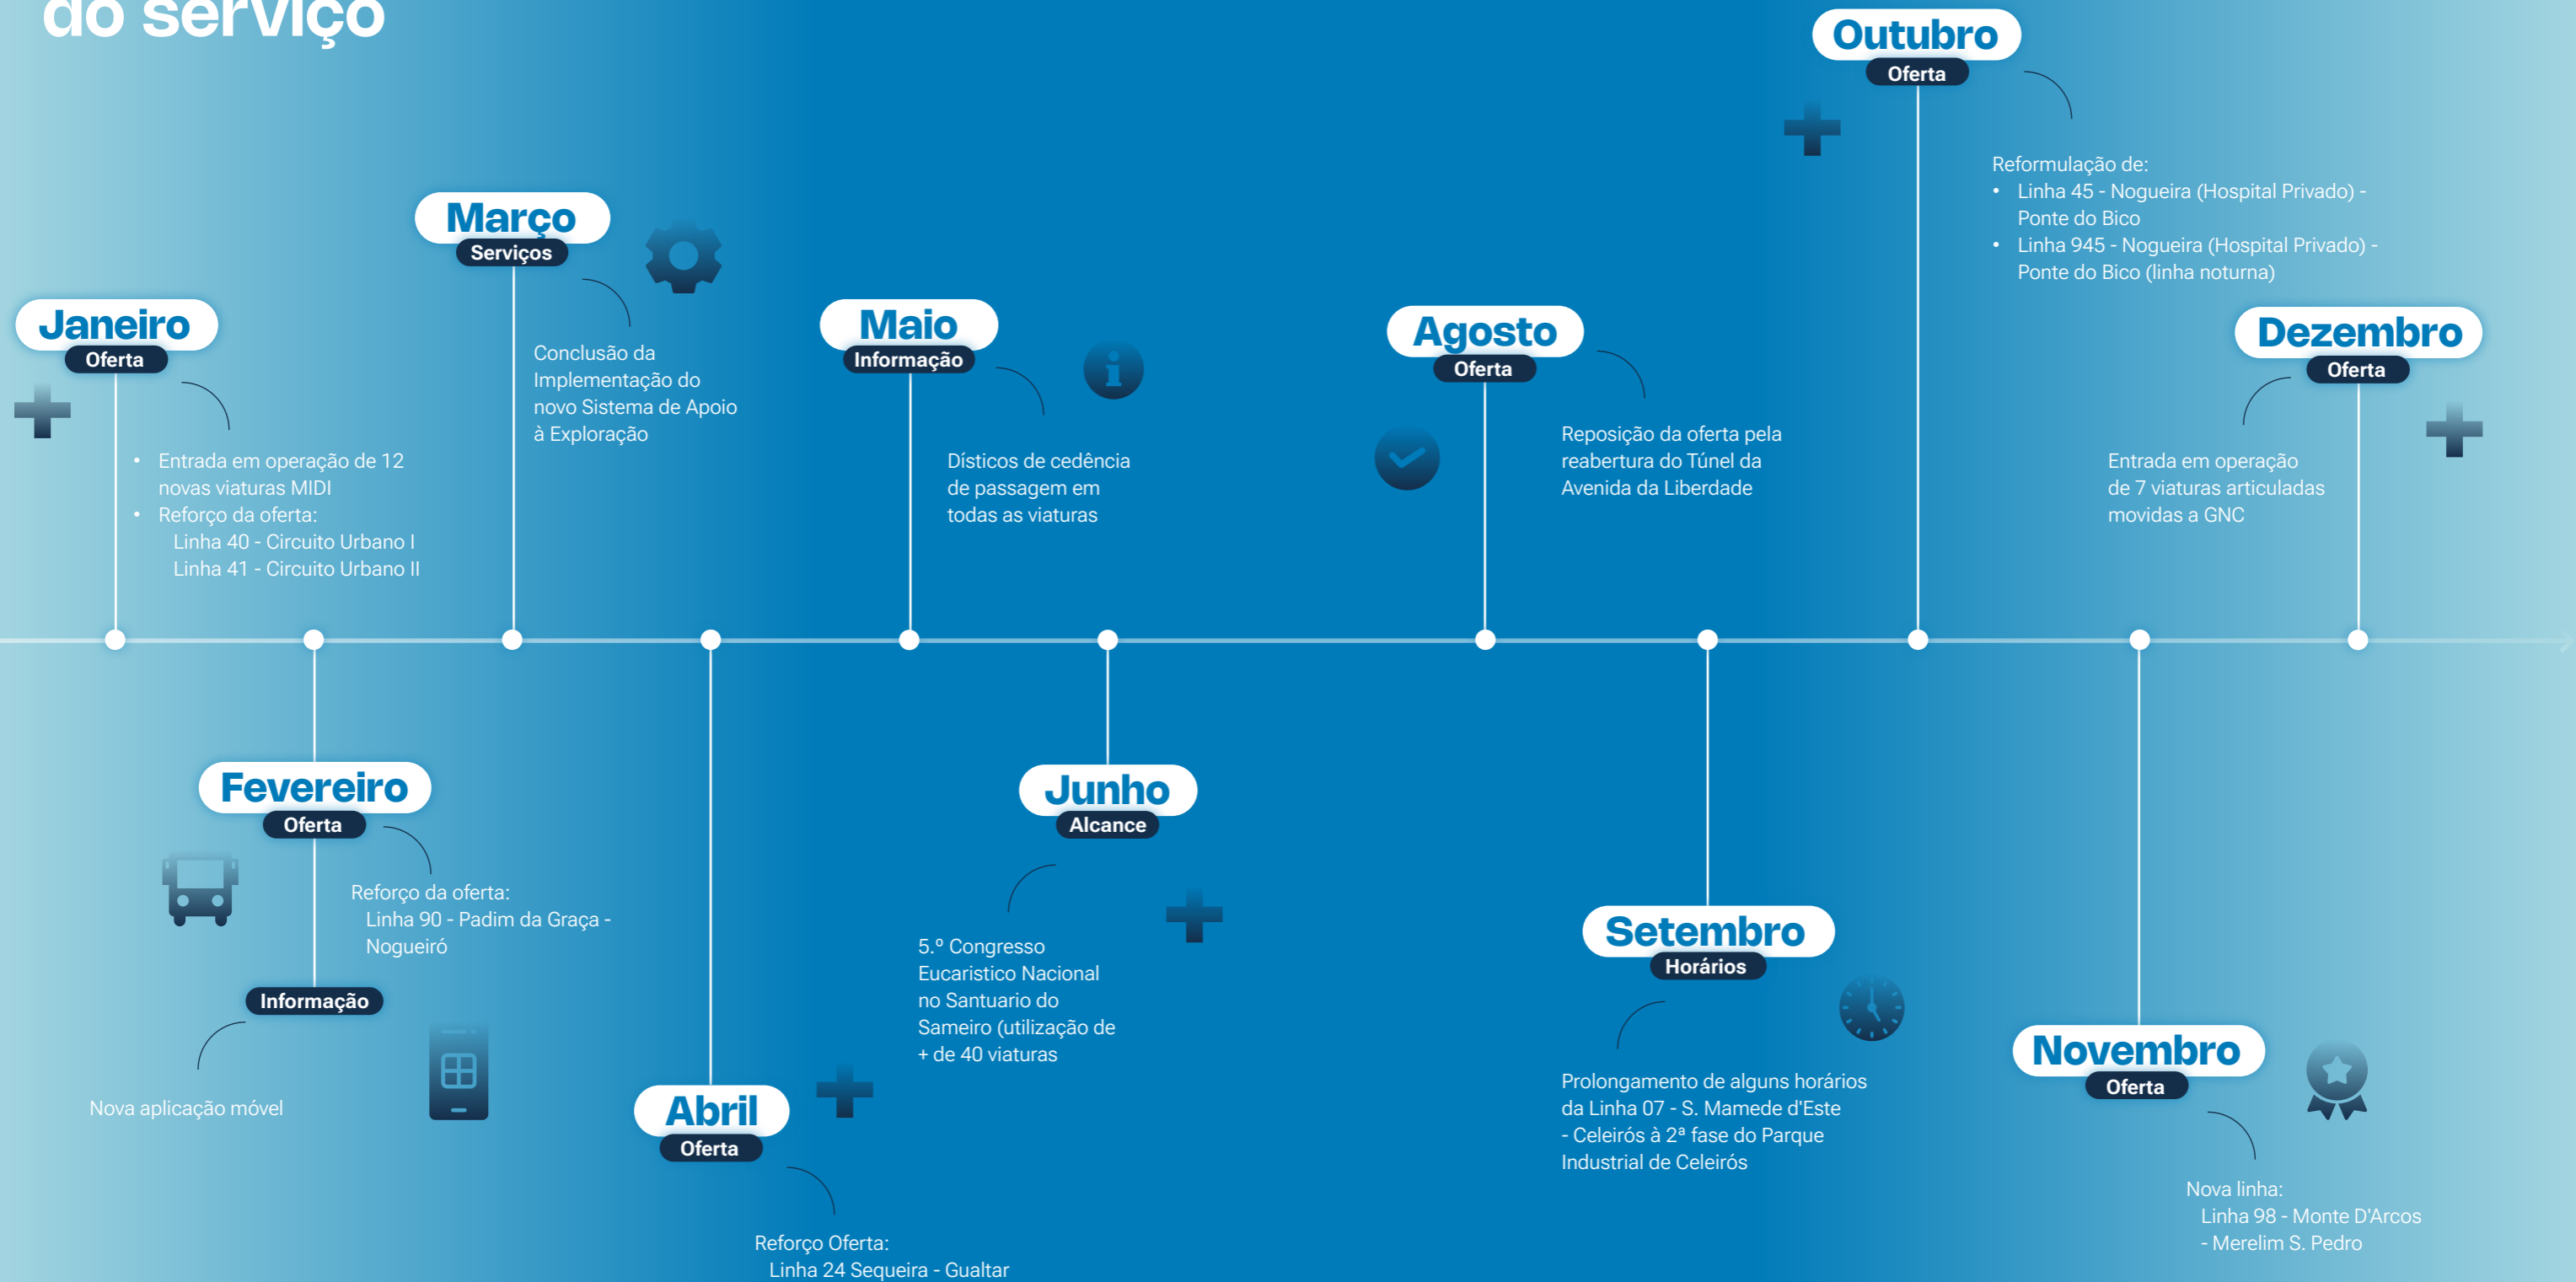 do serviço
Janeiro
Oferta
• Entrada em operação de 12
novas viaturas MIDI
• Reforço da oferta:
Linha 40 - Circuito Urbano I
Linha 41 - Circuito Urbano II
Fevereiro
Oferta
Reforço da oferta:
Linha 90 - Padim da Graça -
Nogueiró
Informação
Nova aplicação móvel
Março
Serviços
Conclusão da
Implementação do
novo Sistema de Apoio
à Exploração
Abril
Oferta
Reforço Oferta:
Linha 24 Sequeira - Gualtar
Maio
Informação
Dísticos de cedência
de passagem em
todas as viaturas
Junho
Alcance
5.º Congresso
Eucaristico Nacional
no Santuario do
Sameiro (utilização de
+ de 40 viaturas
Agosto
Oferta
Reposição da oferta pela
reabertura do Túnel da
Avenida da Liberdade
Setembro
Horários
Prolongamento de alguns horários
da Linha 07 - S. Mamede d'Este
- Celeirós à 2ª fase do Parque
Industrial de Celeirós
Outubro
Oferta
Reformulação de:
• Linha 45 - Nogueira (Hospital Privado) -
Ponte do Bico
• Linha 945 - Nogueira (Hospital Privado) -
Ponte do Bico (linha noturna)
Novembro
Oferta
Nova linha:
Linha 98 - Monte D'Arcos
- Merelim S. Pedro
Dezembro
Oferta
Entrada em operação
de 7 viaturas articuladas
movidas a GNC